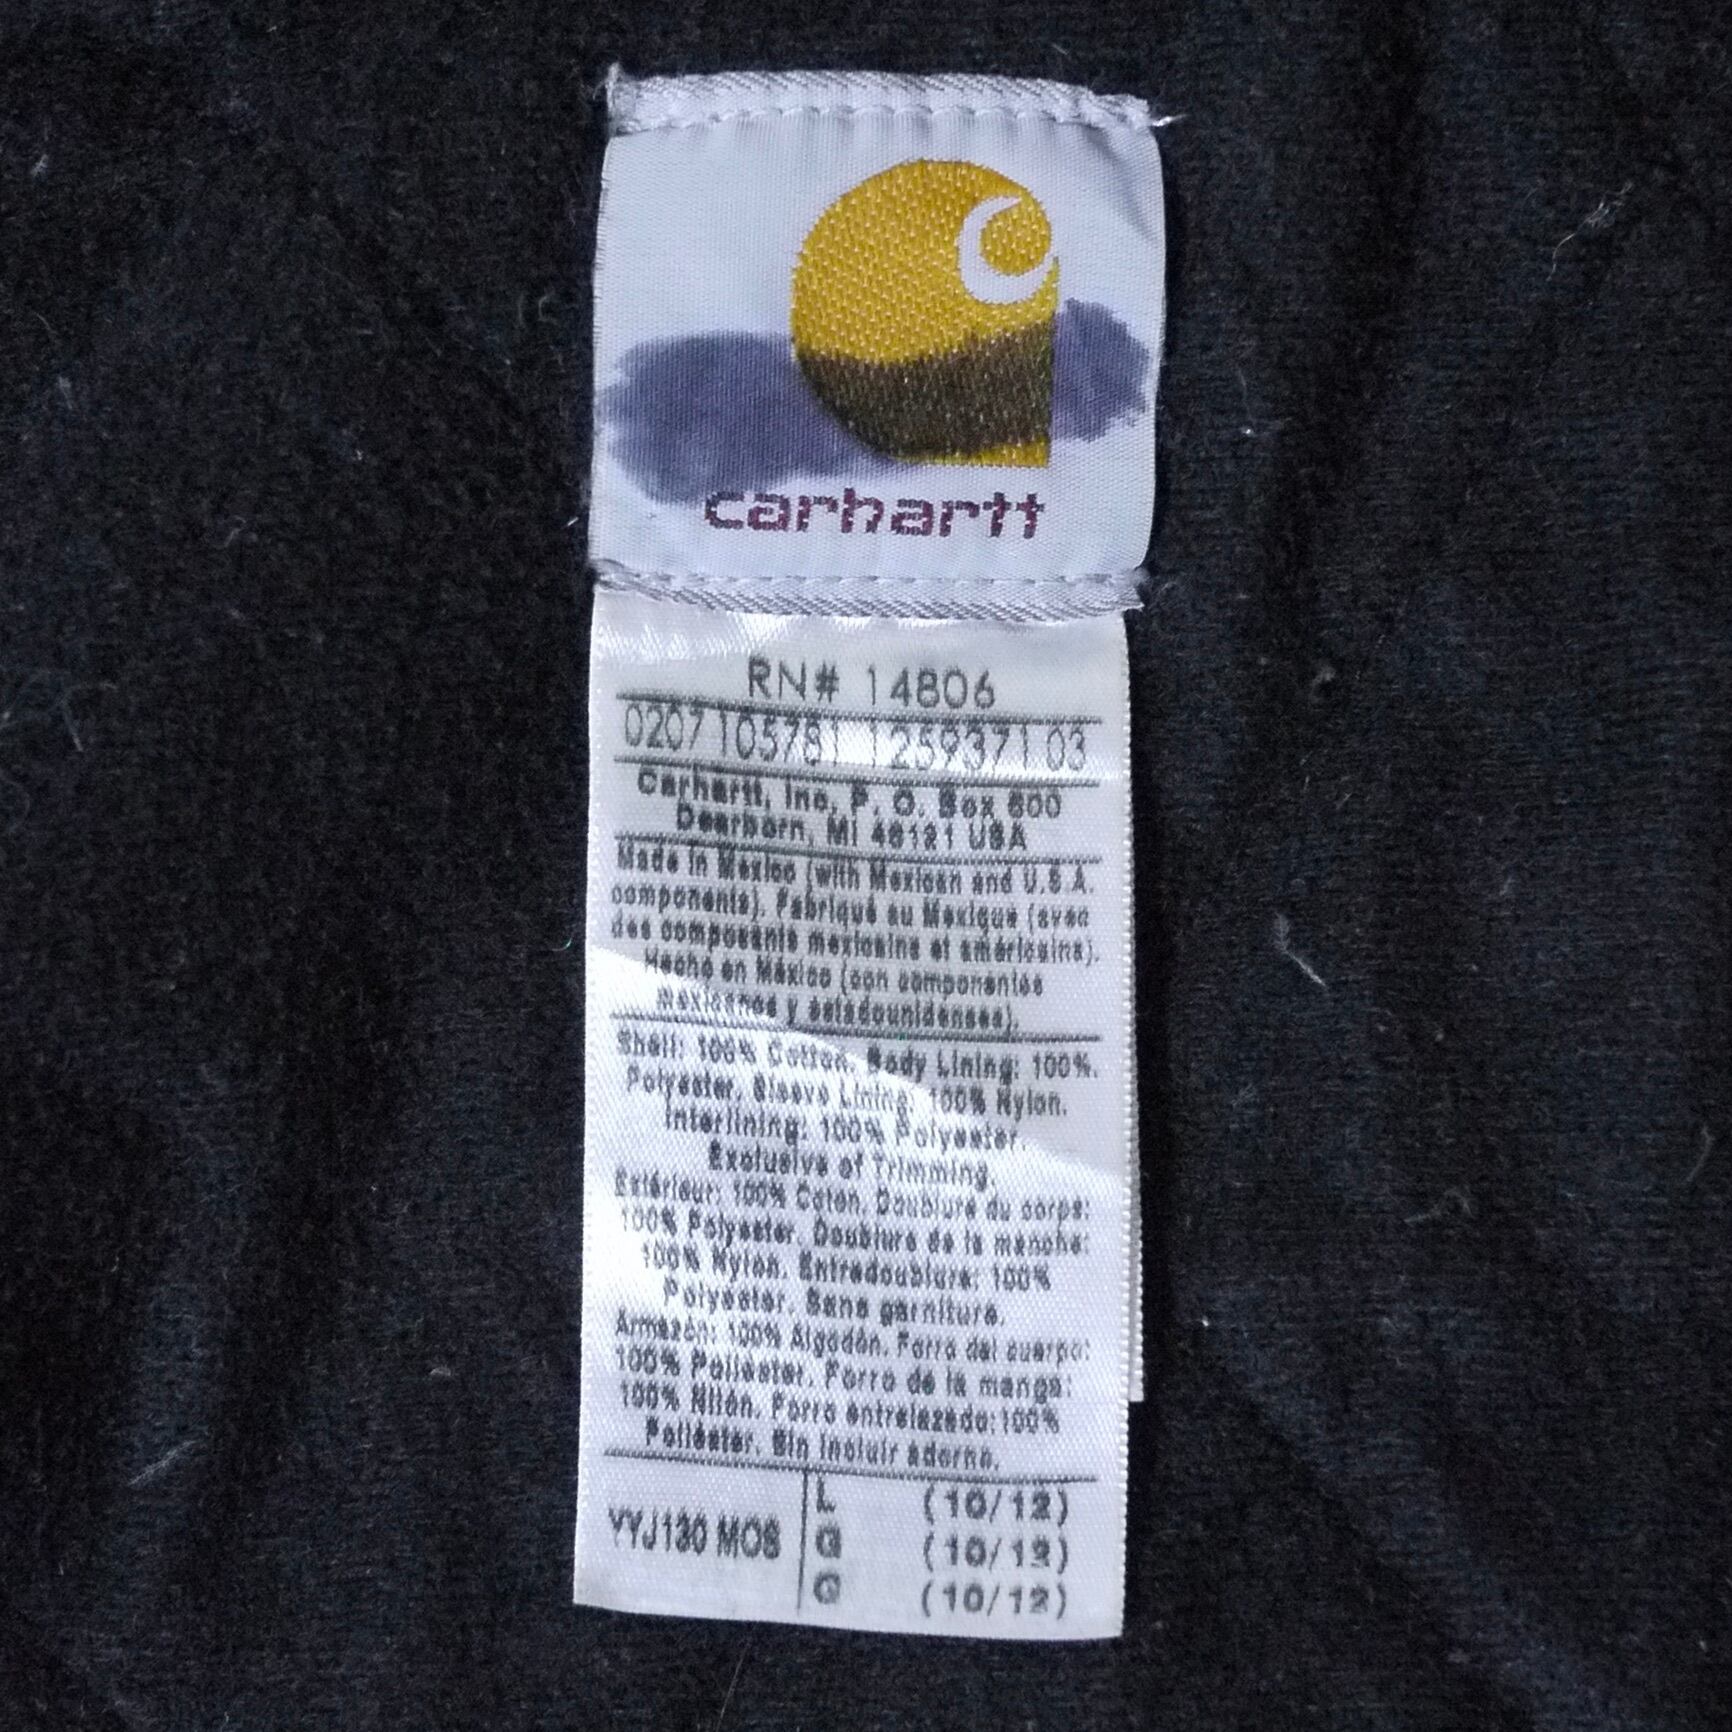 carhartt
RN# 14806
0207 105781 1259371 03
Carhartt, Inc. P. O. Box 600
Dearborn, MI 48121 USA
Made in Mexico (with Mexican and U.S.A.
components). Fabriqué au Mexique (avec
des composants mexicains et américains).
Hecho en México (con componentes
mexicanos y estadounidenses).
Shell: 100% Cotton. Body Lining: 100%.
Polyester. Sleeve Lining: 100% Nylon.
Interlining: 100% Polyester.
Exclusive of Trimming.
Extérieur: 100% Coton. Doublure du corps:
100% Polyester. Doublure de la manche:
100% Nylon. Entredoublure: 100%
Polyester. Sans garniture.
Armazón: 100% Algodón. Forro del cuerpo:
100% Poliester. Forro de la manga:
100% Nilón. Forro entrelazado:100%
Poliéster. Sin incluir adorno.
YYJ130 MOS
L (10/12)
G (10/12)
G (10/12)